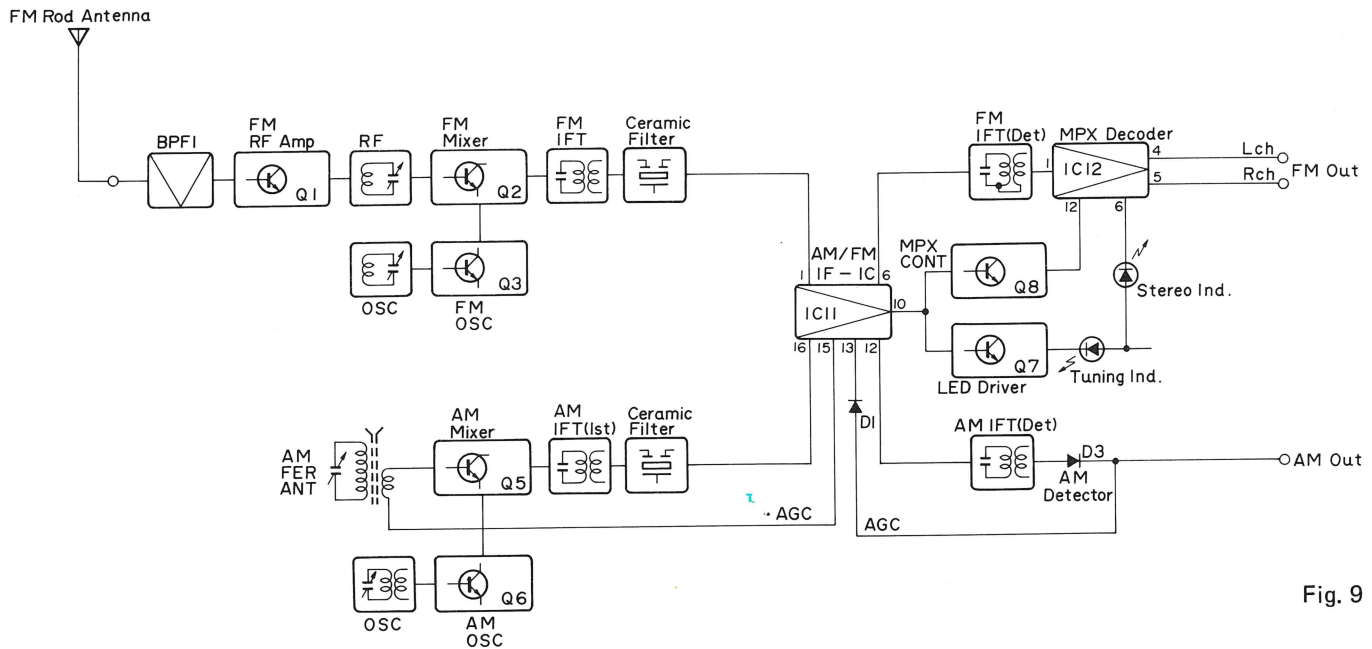 FM Rod Antenna
BPF1
FM
RF Amp
Q1
RF
FM
Mixer
Q2
FM
IFT
Ceramic
Filter
OSC
Q3
FM
OSC
AM/FM
IF-IC
1
6
IC11
10
16
15
13
12
FM
IFT(Det)
MPX Decoder
1
IC12
4
5
12
6
Lch
Rch
FM Out
MPX
CONT
Q8
Stereo Ind.
Q7
LED Driver
Tuning Ind.
AM
FER
ANT
AM
Mixer
Q5
AM
IFT(1st)
Ceramic
Filter
AGC
D1
AGC
AM IFT(Det)
D3
AM
Detector
AM Out
OSC
Q6
AM
OSC
Fig. 9